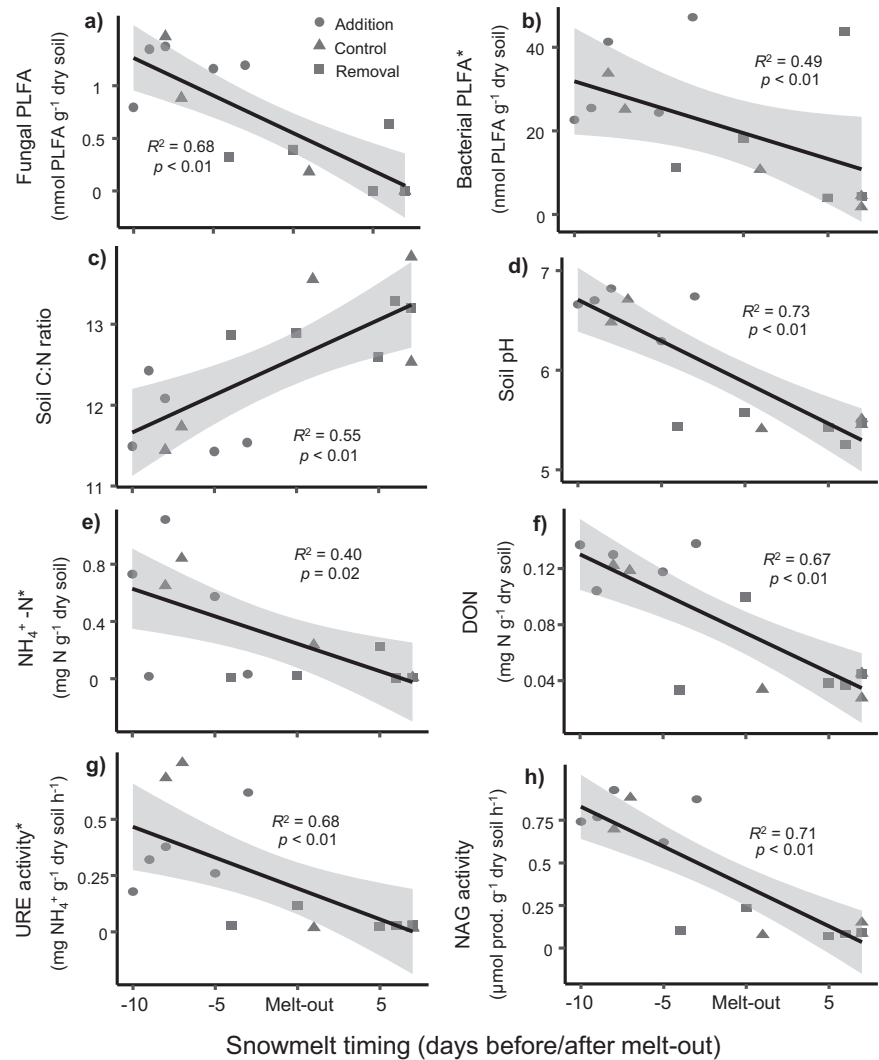 a)
Addition
Control
Removal
Fungal PLFA
(nmol PLFA g⁻¹ dry soil)
1
0.5
0
R² = 0.68
p < 0.01
b)
Bacterial PLFA*
(nmol PLFA g⁻¹ dry soil)
40
20
0
R² = 0.49
p < 0.01
c)
Soil C:N ratio
13
12
11
R² = 0.55
p < 0.01
d)
Soil pH
7
6
5
R² = 0.73
p < 0.01
e)
NH₄⁺ -N*
(mg N g⁻¹ dry soil)
0.8
0.4
0
R² = 0.40
p = 0.02
f)
DON
(mg N g⁻¹ dry soil)
0.12
0.08
0.04
R² = 0.67
p < 0.01
g)
URE activity*
(mg NH₄⁺ g⁻¹ dry soil h⁻¹)
0.5
0.25
0
R² = 0.68
p < 0.01
-10 -5 Melt-out 5
h)
NAG activity
(μmol prod. g⁻¹ dry soil h⁻¹)
0.75
0.5
0.25
0
R² = 0.71
p < 0.01
-10 -5 Melt-out 5
Snowmelt timing (days before/after melt-out)